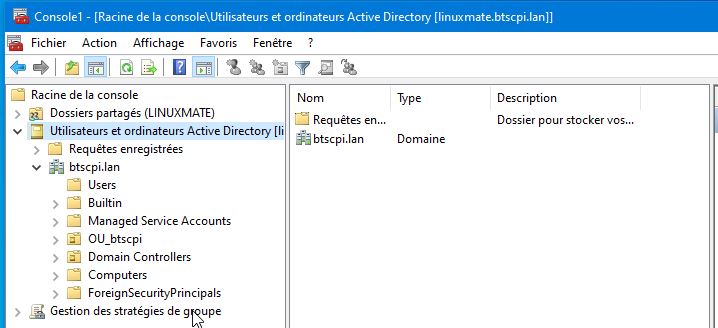 Console1 - [Racine de la console\Utilisateurs et ordinateurs Active Directory [linuxmate.btscpi.lan]]
Fichier Action Affichage Favoris Fenêtre ?
Racine de la console
Dossiers partagés (LINUXMATE)
Utilisateurs et ordinateurs Active Directory [li
Requêtes enregistrées
btscpi.lan
Users
Builtin
Managed Service Accounts
OU_btscpi
Domain Controllers
Computers
ForeignSecurityPrincipals
Gestion des stratégies de groupe
Nom Type Description
Requêtes en... Dossier pour stocker vos...
btscpi.lan Domaine